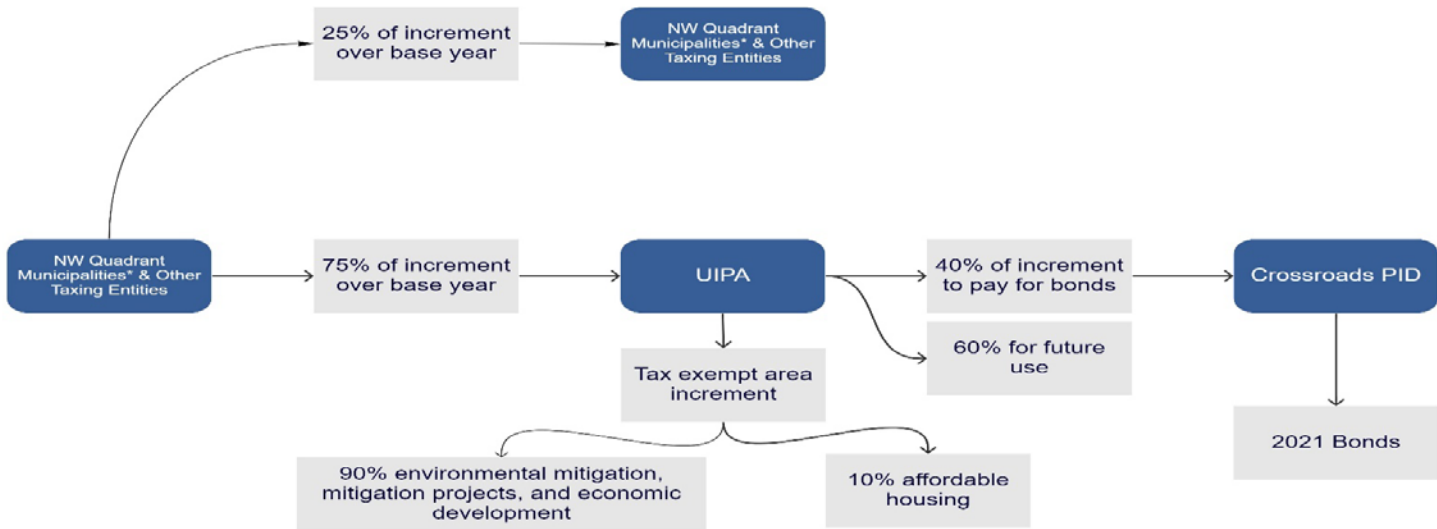 25% of increment
over base year
NW Quadrant
Municipalities* & Other
Taxing Entities
NW Quadrant
Municipalities* & Other
Taxing Entities
75% of increment
over base year
UIPA
40% of increment
to pay for bonds
Crossroads PID
60% for future
use
Tax exempt area
increment
2021 Bonds
90% environmental mitigation,
mitigation projects, and economic
development
10% affordable
housing